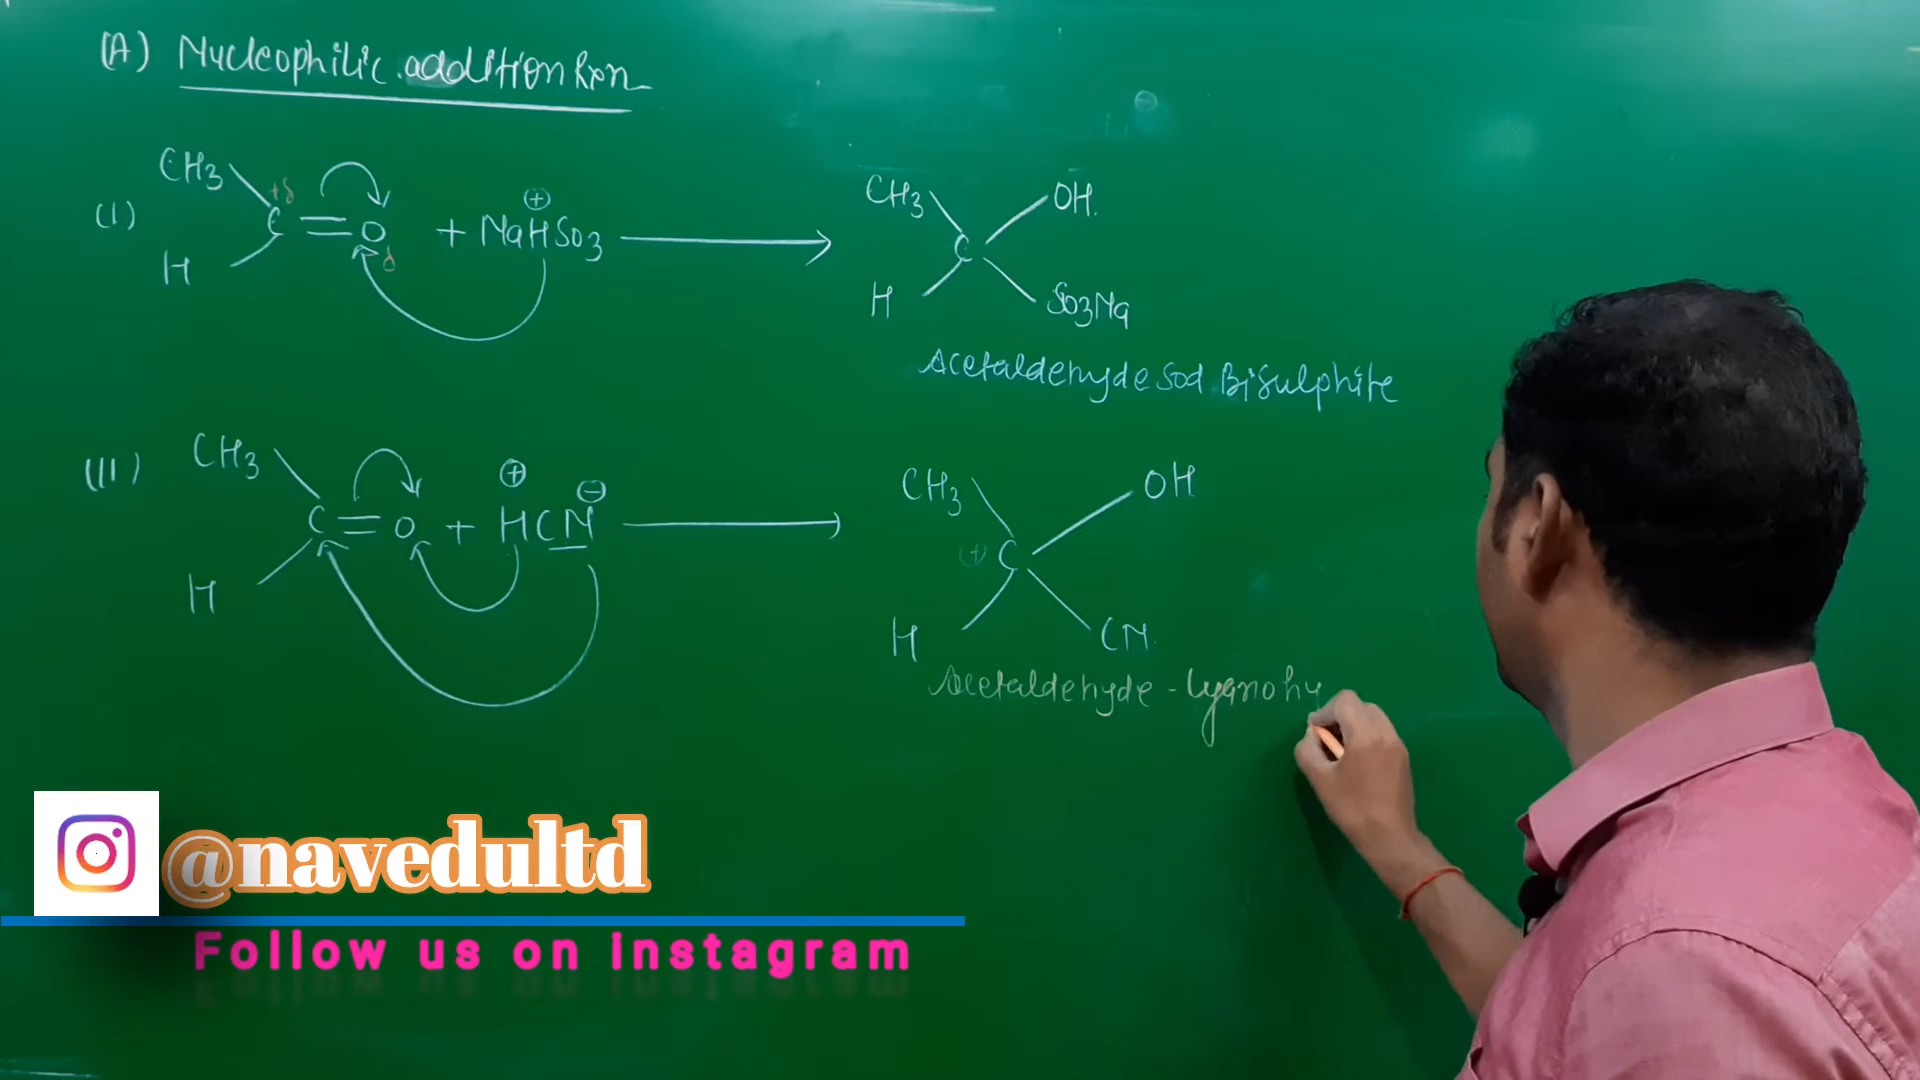 (A) Nucleophilic addition Rxn
CH3
+δ
(I) C = O + NaHSO3 ⟶
⊕
δ
H
CH3 OH.
C
H SO3Na
Acetaldehyde Sod Bisulphite
CH3
⊕ ⊖
(II) C = O + HCN ⟶
H
CH3 OH
(+) C
H CN.
Acetaldehyde - Cyanohy
@navedultd
Follow us on instagram